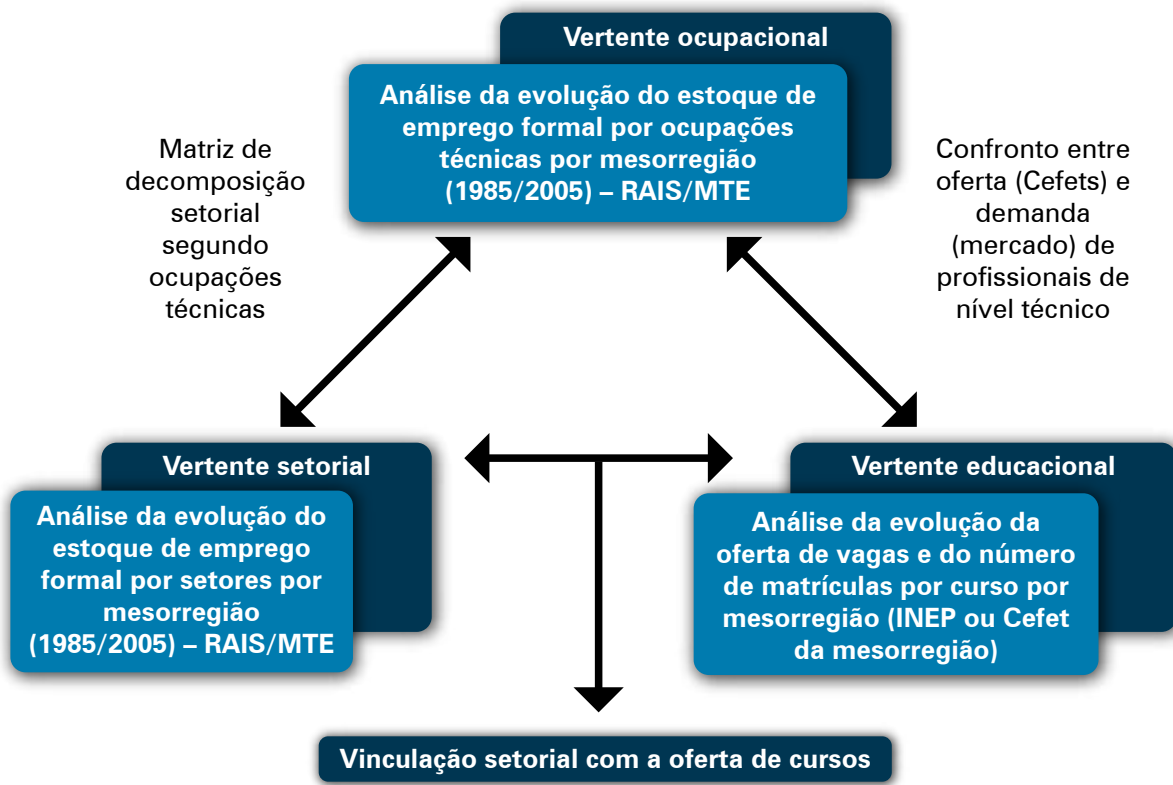 Vertente ocupacional
Análise da evolução do estoque de
emprego formal por ocupações
técnicas por mesorregião
(1985/2005) – RAIS/MTE
Matriz de
decomposição
setorial
segundo
ocupações
técnicas
Confronto entre
oferta (Cefets) e
demanda
(mercado) de
profissionais de
nível técnico
Vertente setorial
Análise da evolução do
estoque de emprego
formal por setores por
mesorregião
(1985/2005) – RAIS/MTE
Vertente educacional
Análise da evolução da
oferta de vagas e do número
de matrículas por curso por
mesorregião (INEP ou Cefet
da mesorregião)
Vinculação setorial com a oferta de cursos